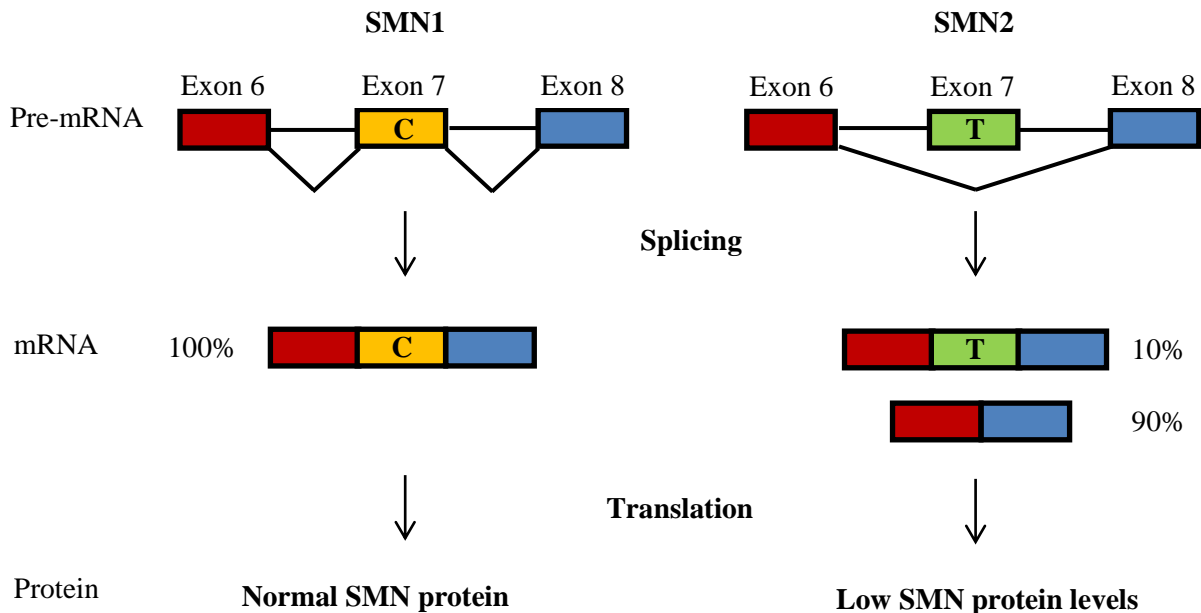 SMN1 SMN2
Exon 6 Exon 7 Exon 8 Exon 6 Exon 7 Exon 8
Pre-mRNA C T
Splicing
mRNA 100% C T 10%
90%
Translation
Protein Normal SMN protein Low SMN protein levels